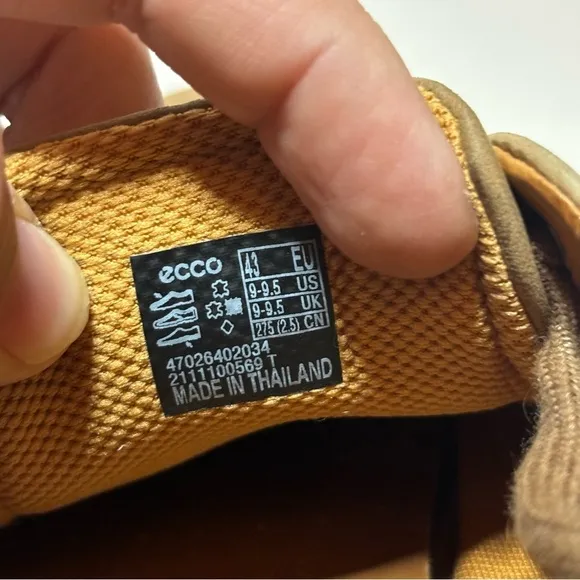 ecco
43 EU
9-9.5 US
9-9.5 UK
275 (2.5) CN
47026402034
2111100569 T
MADE IN THAILAND